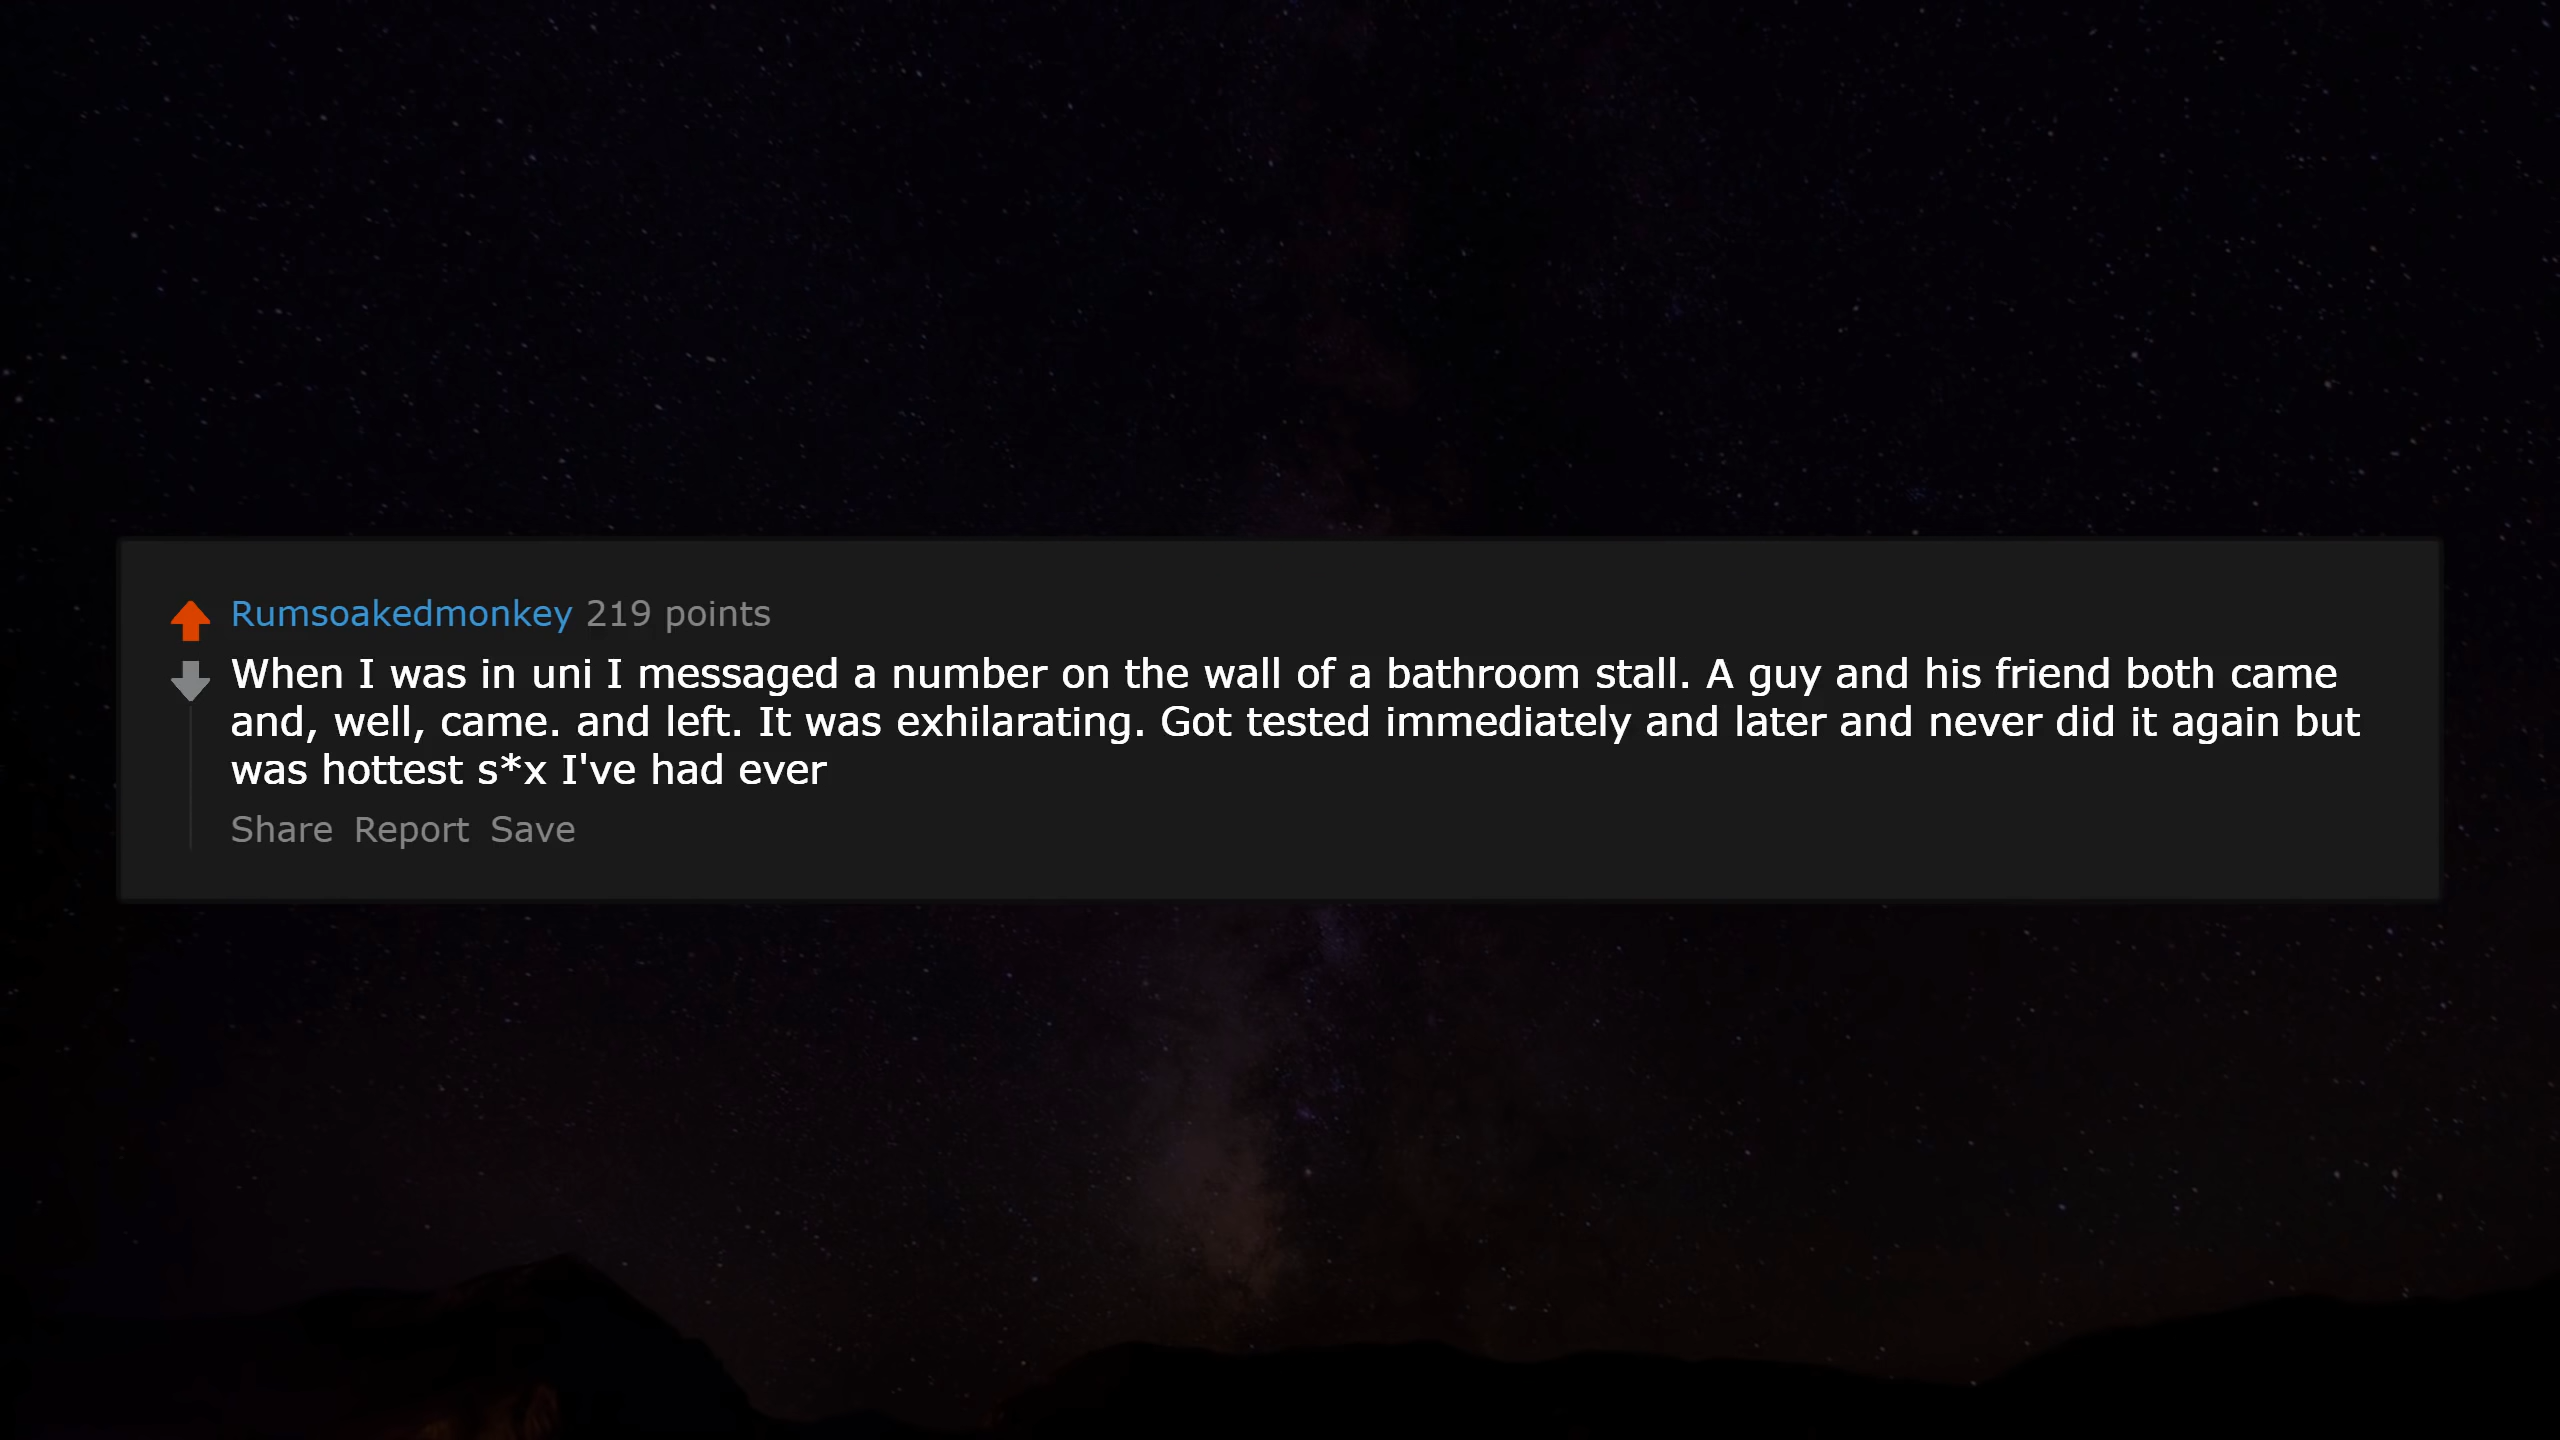 Rumsoakedmonkey 219 points
When I was in uni I messaged a number on the wall of a bathroom stall. A guy and his friend both came
and, well, came. and left. It was exhilarating. Got tested immediately and later and never did it again but
was hottest s*x I've had ever
Share Report Save